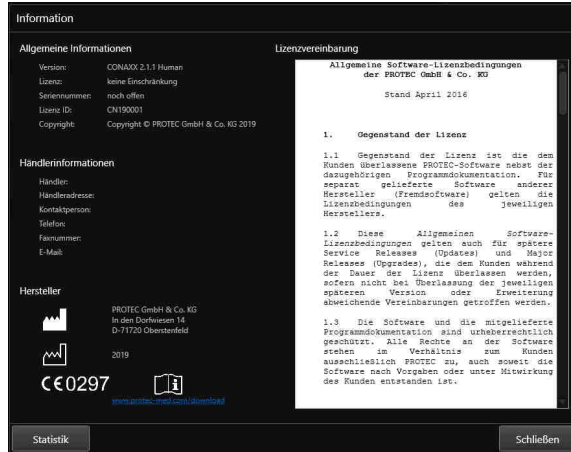 Information
Allgemeine Informationen
Version: CONAXX 2.1.1 Human
Lizenz: keine Einschränkung
Seriennummer: noch offen
Lizenz ID: CN190001
Copyright: Copyright © PROTEC GmbH & Co. KG 2019
Händlerinformationen
Händler:
Händleradresse:
Kontaktperson:
Telefon:
Faxnummer:
E-Mail:
Hersteller
PROTEC GmbH & Co. KG
In den Dorfwiesen 14
D-71720 Oberstenfeld
2019
CE0297
www.protec-med.com/download
Lizenzvereinbarung
Allgemeine Software-Lizenzbedingungen
der PROTEC GmbH & Co. KG
Stand April 2016
1. Gegenstand der Lizenz
1.1 Gegenstand der Lizenz ist die dem
Kunden überlassene PROTEC-Software nebst der
dazugehörigen Programmdokumentation. Für
separat gelieferte Software anderer
Hersteller (Fremdsoftware) gelten die
Lizenzbedingungen des jeweiligen
Herstellers.
1.2 Diese Allgemeinen Software-
Lizenzbedingungen gelten auch für spätere
Service Releases (Updates) und Major
Releases (Upgrades), die dem Kunden während
der Dauer der Lizenz überlassen werden,
sofern nicht bei Überlassung der jeweiligen
späteren Version oder Erweiterung
abweichende Vereinbarungen getroffen werden.
1.3 Die Software und die mitgelieferte
Programmdokumentation sind urheberrechtlich
geschützt. Alle Rechte an der Software
stehen im Verhältnis zum Kunden
ausschließlich PROTEC zu, auch soweit die
Software nach Vorgaben oder unter Mitwirkung
des Kunden entstanden ist.
Statistik
Schließen